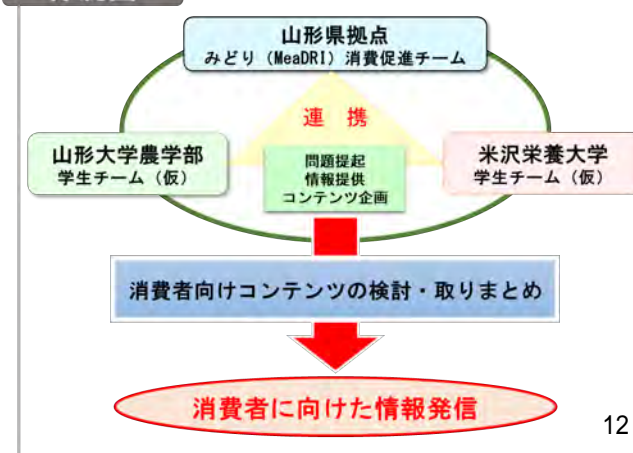 山形県拠点
みどり（MeaDRI）消費促進チーム
連 携
山形大学農学部
学生チーム（仮）
問題提起
情報提供
コンテンツ企画
米沢栄養大学
学生チーム（仮）
消費者向けコンテンツの検討・取りまとめ
消費者に向けた情報発信
12